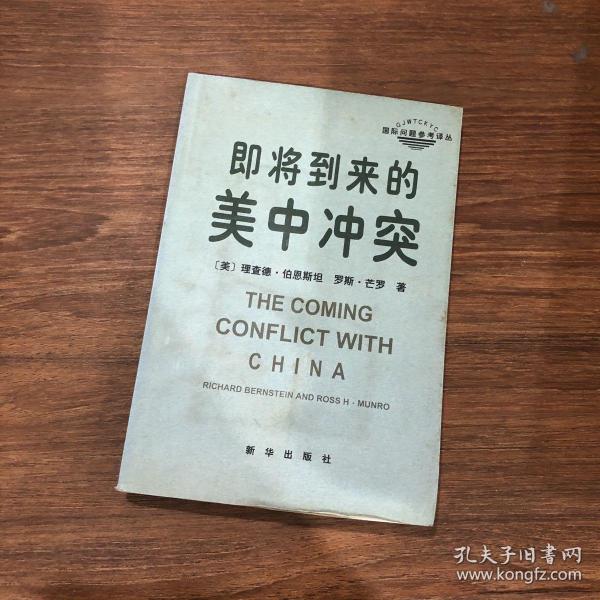 GJWTCKYC
国际问题参考译丛
即将到来的
美中冲突
〔美〕理查德·伯恩斯坦 罗斯·芒罗 著
THE COMING
CONFLICT WITH
CHINA
RICHARD BERNSTEIN AND ROSS H·MUNRO
新华出版社
孔夫子旧書网
www.kongfz.com